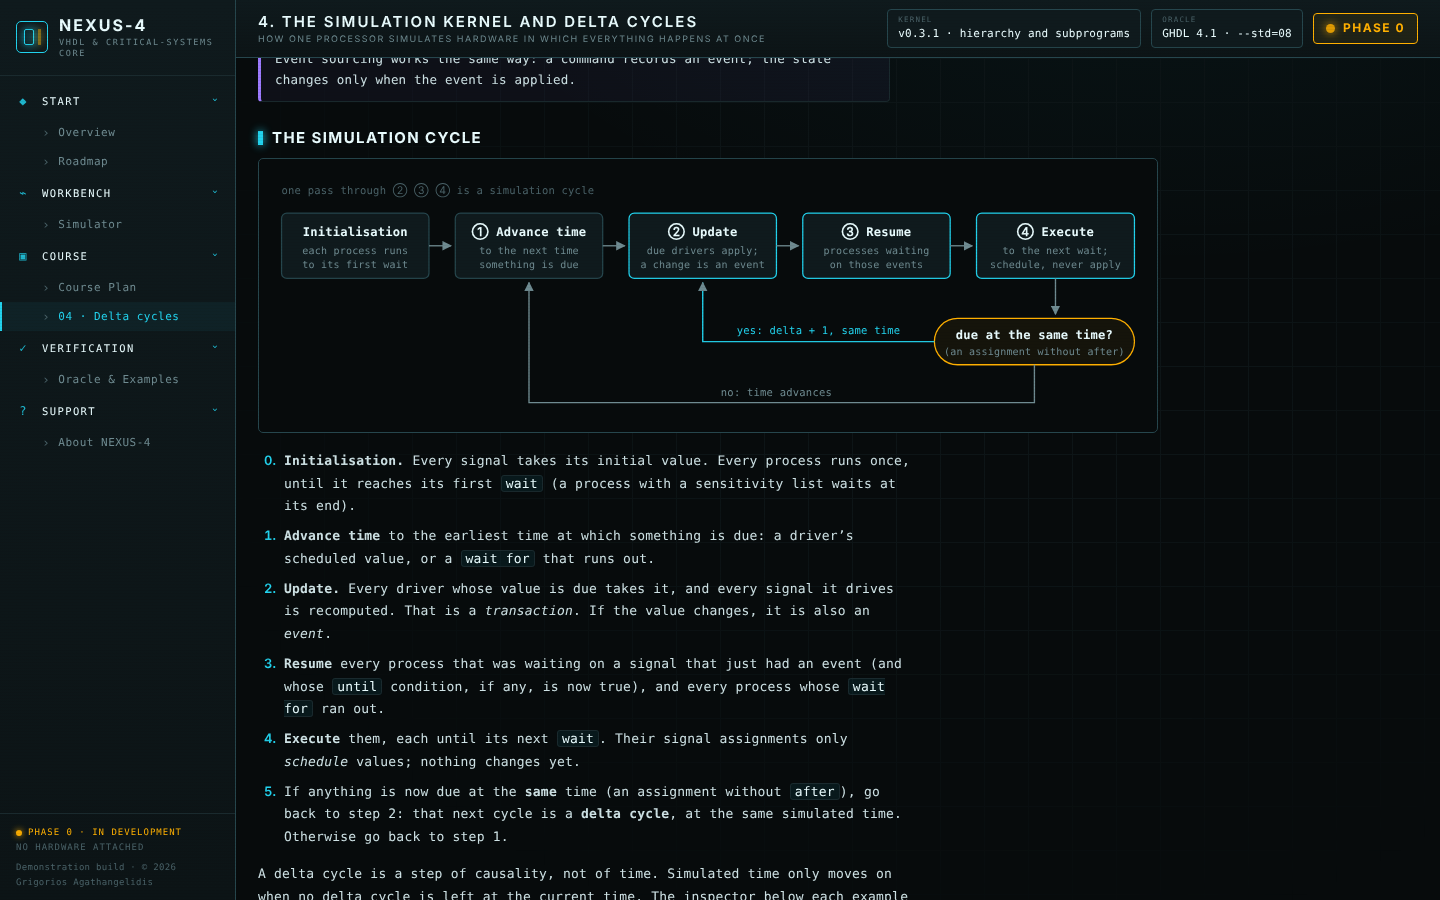 NEXUS-4
VHDL & CRITICAL-SYSTEMS
CORE
START
Overview
Roadmap
WORKBENCH
Simulator
COURSE
Course Plan
04 · Delta cycles
VERIFICATION
Oracle & Examples
SUPPORT
About NEXUS-4
PHASE 0 · IN DEVELOPMENT
NO HARDWARE ATTACHED
Demonstration build · © 2026
Grigorios Agathangelidis
4. THE SIMULATION KERNEL AND DELTA CYCLES
HOW ONE PROCESSOR SIMULATES HARDWARE IN WHICH EVERYTHING HAPPENS AT ONCE
KERNEL
v0.3.1 · hierarchy and subprograms
ORACLE
GHDL 4.1 · --std=08
PHASE 0
Event sourcing works the same way: a command records an event; the state
changes only when the event is applied.
THE SIMULATION CYCLE
one pass through ② ③ ④ is a simulation cycle
Initialisation
each process runs
to its first wait
① Advance time
to the next time
something is due
② Update
due drivers apply;
a change is an event
③ Resume
processes waiting
on those events
④ Execute
to the next wait;
schedule, never apply
yes: delta + 1, same time
due at the same time?
(an assignment without after)
no: time advances
0. Initialisation. Every signal takes its initial value. Every process runs once,
until it reaches its first wait (a process with a sensitivity list waits at
its end).
1. Advance time to the earliest time at which something is due: a driver’s
scheduled value, or a wait for that runs out.
2. Update. Every driver whose value is due takes it, and every signal it drives
is recomputed. That is a transaction. If the value changes, it is also an
event.
3. Resume every process that was waiting on a signal that just had an event (and
whose until condition, if any, is now true), and every process whose wait
for ran out.
4. Execute them, each until its next wait. Their signal assignments only
schedule values; nothing changes yet.
5. If anything is now due at the same time (an assignment without after), go
back to step 2: that next cycle is a delta cycle, at the same simulated time.
Otherwise go back to step 1.
A delta cycle is a step of causality, not of time. Simulated time only moves on
when no delta cycle is left at the current time. The inspector below each example